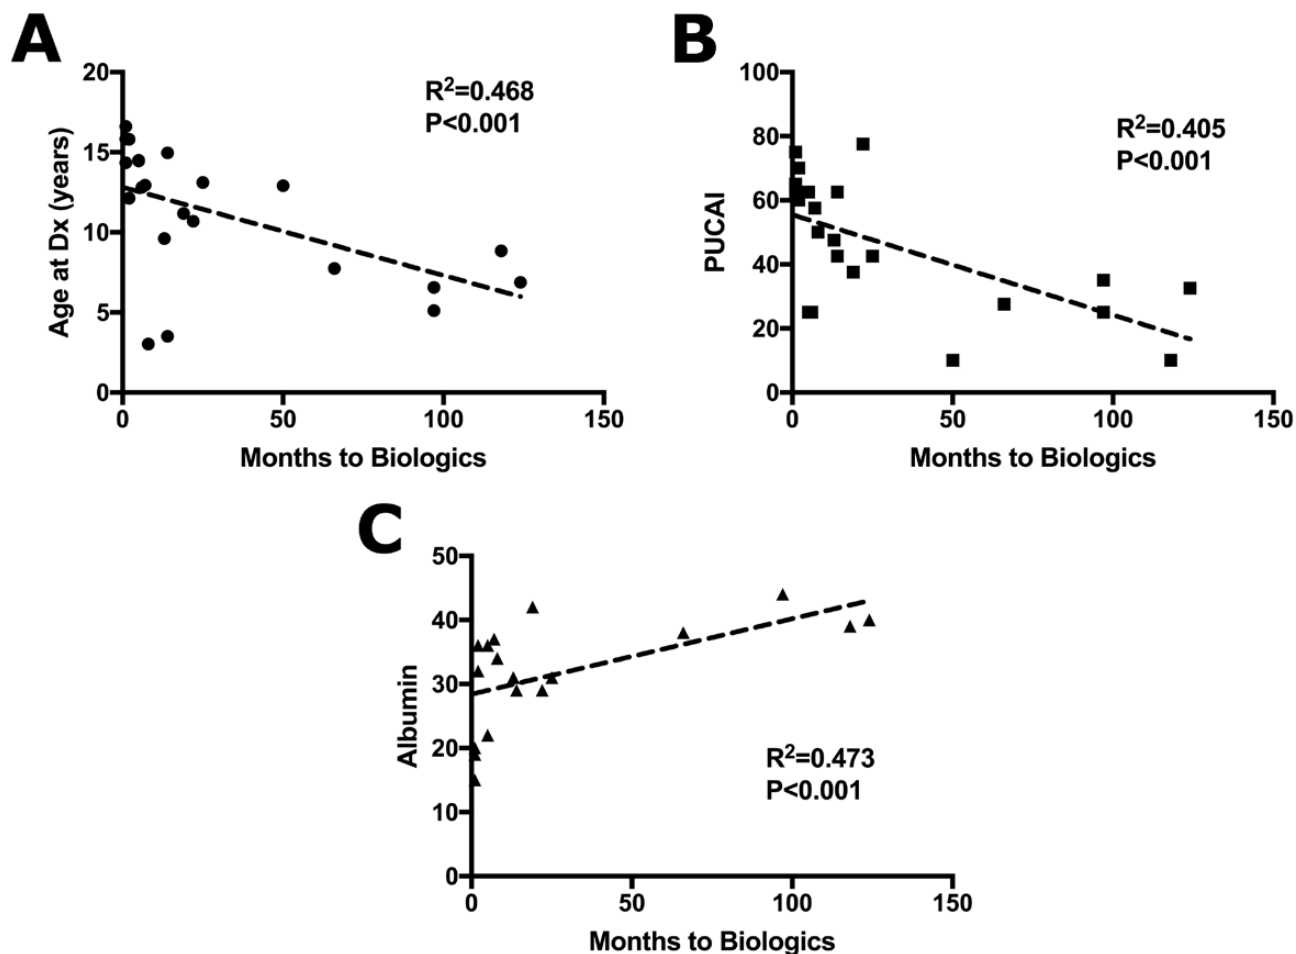 A
20
15
10
5
0
Age at Dx (years)
R²=0.468
P<0.001
0 50 100 150
Months to Biologics
B
100
80
60
40
20
0
PUCAI
R²=0.405
P<0.001
0 50 100 150
Months to Biologics
C
50
40
30
20
10
0
Albumin
R²=0.473
P<0.001
0 50 100 150
Months to Biologics